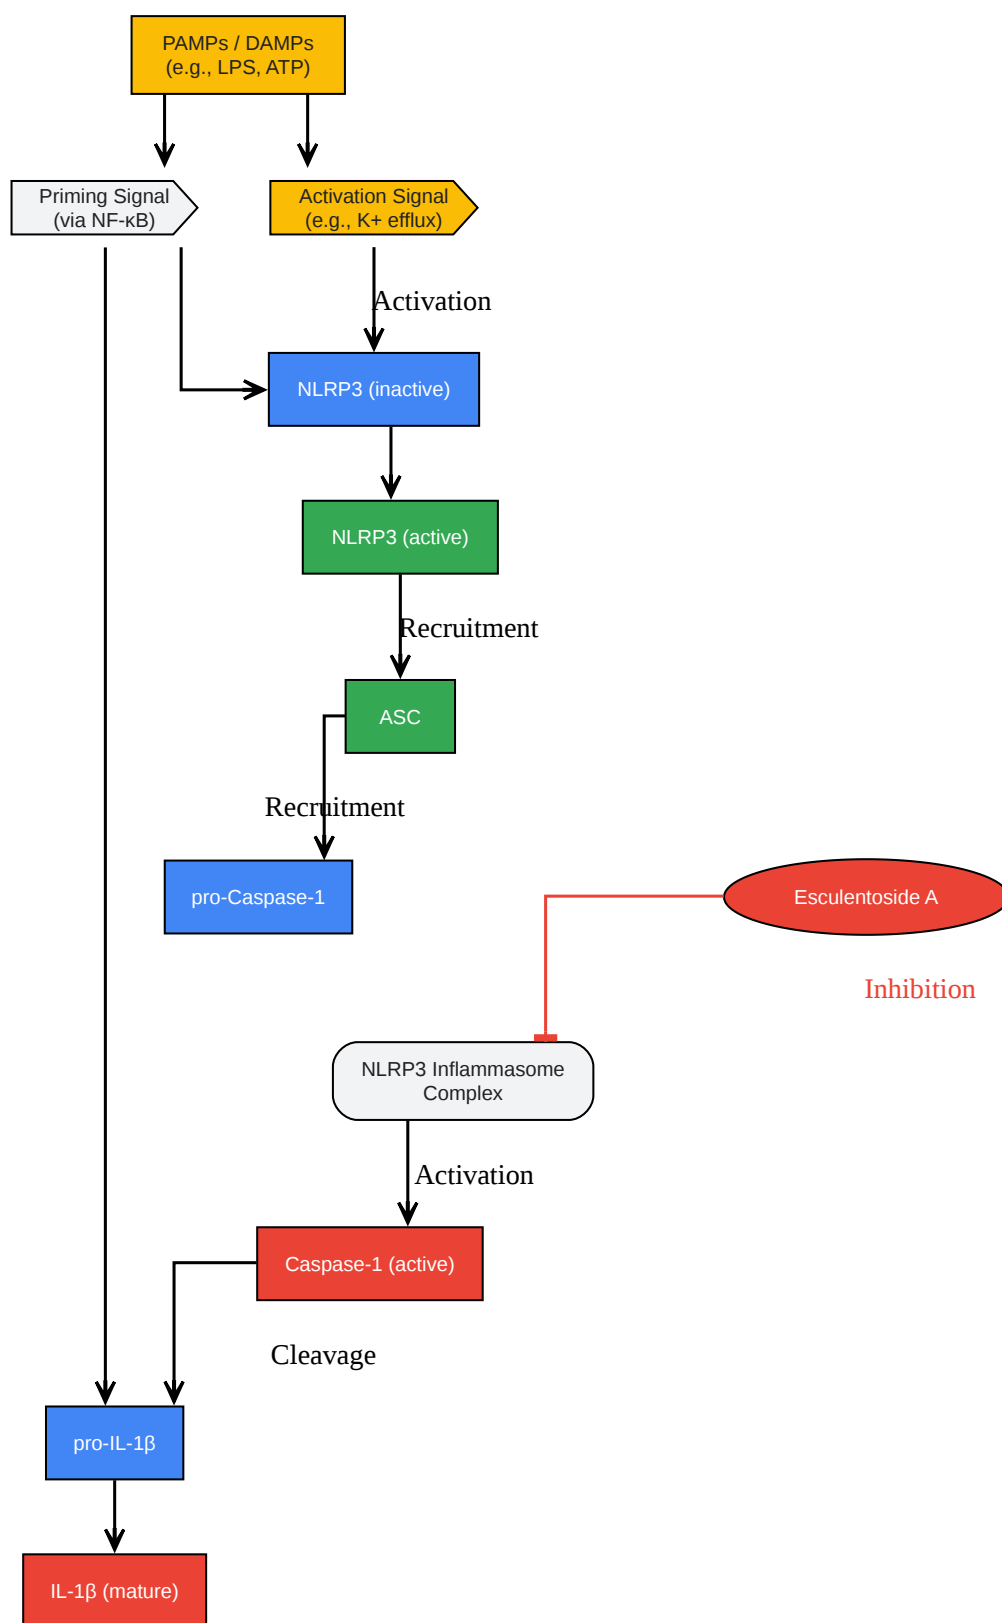 PAMPs / DAMPs
(e.g., LPS, ATP)
Priming Signal
(via NF-κB)
Activation Signal
(e.g., K+ efflux)
Activation
NLRP3 (inactive)
NLRP3 (active)
Recruitment
ASC
Recruitment
pro-Caspase-1
Esculentoside A
Inhibition
NLRP3 Inflammasome
Complex
Activation
Caspase-1 (active)
Cleavage
pro-IL-1β
IL-1β (mature)